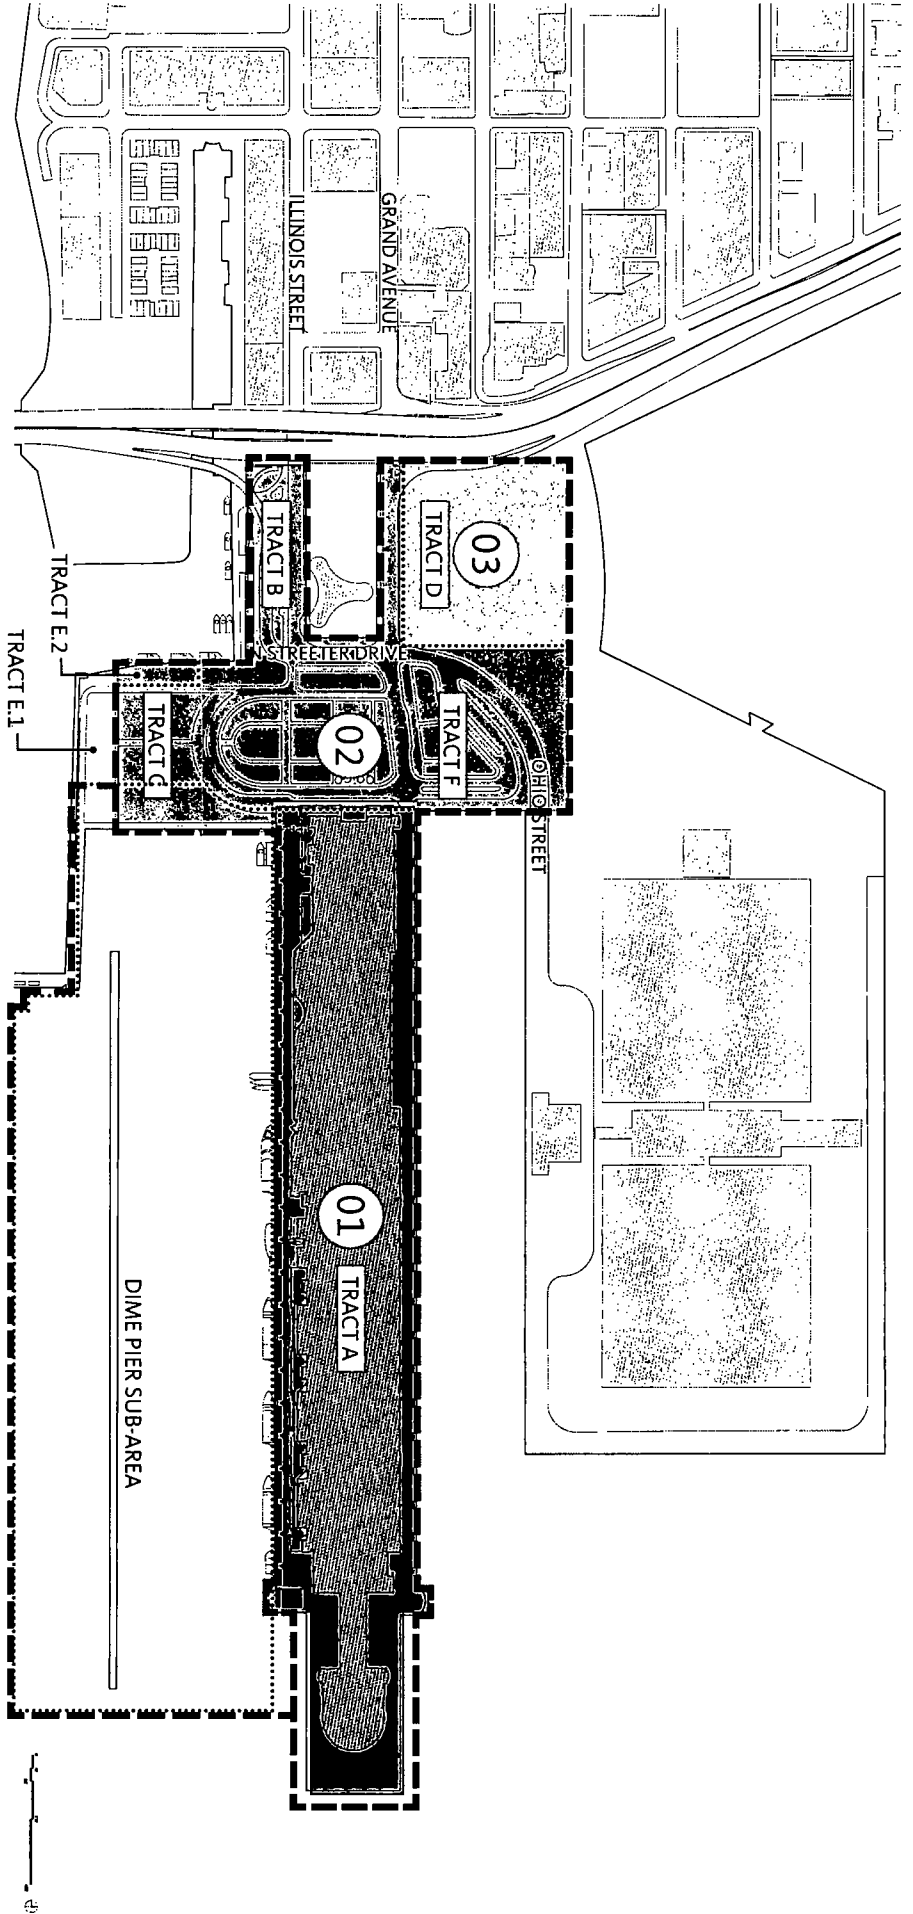 ILLINOIS STREET
GRAND AVENUE
03
TRACT D
TRACT B
N STREETER DRIVE
TRACT E.2
TRACT E.1
TRACT C
02
TRACT F
OHIO STREET
01
TRACT A
DIME PIER SUB-AREA